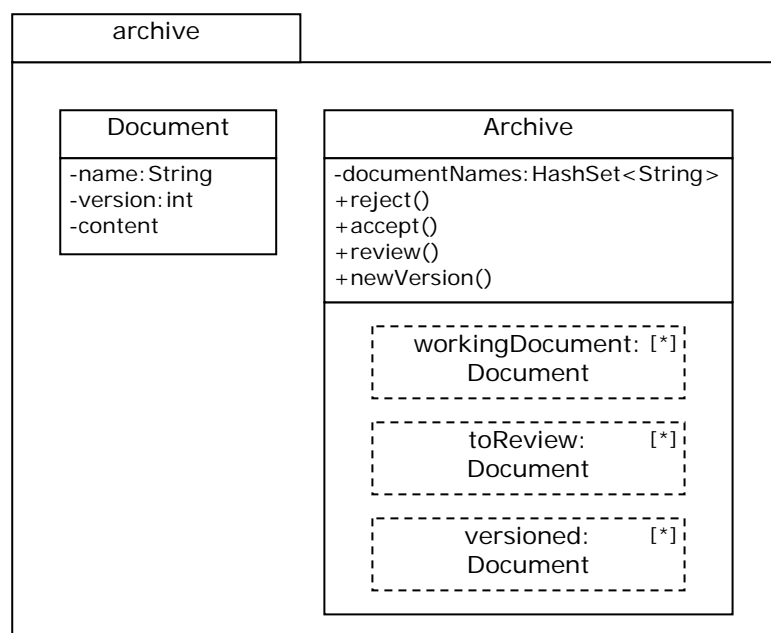 archive
Document
-name:String
-version:int
-content
Archive
-documentNames:HashSet<String>
+reject()
+accept()
+review()
+newVersion()
workingDocument: [*]
Document
toReview: [*]
Document
versioned: [*]
Document